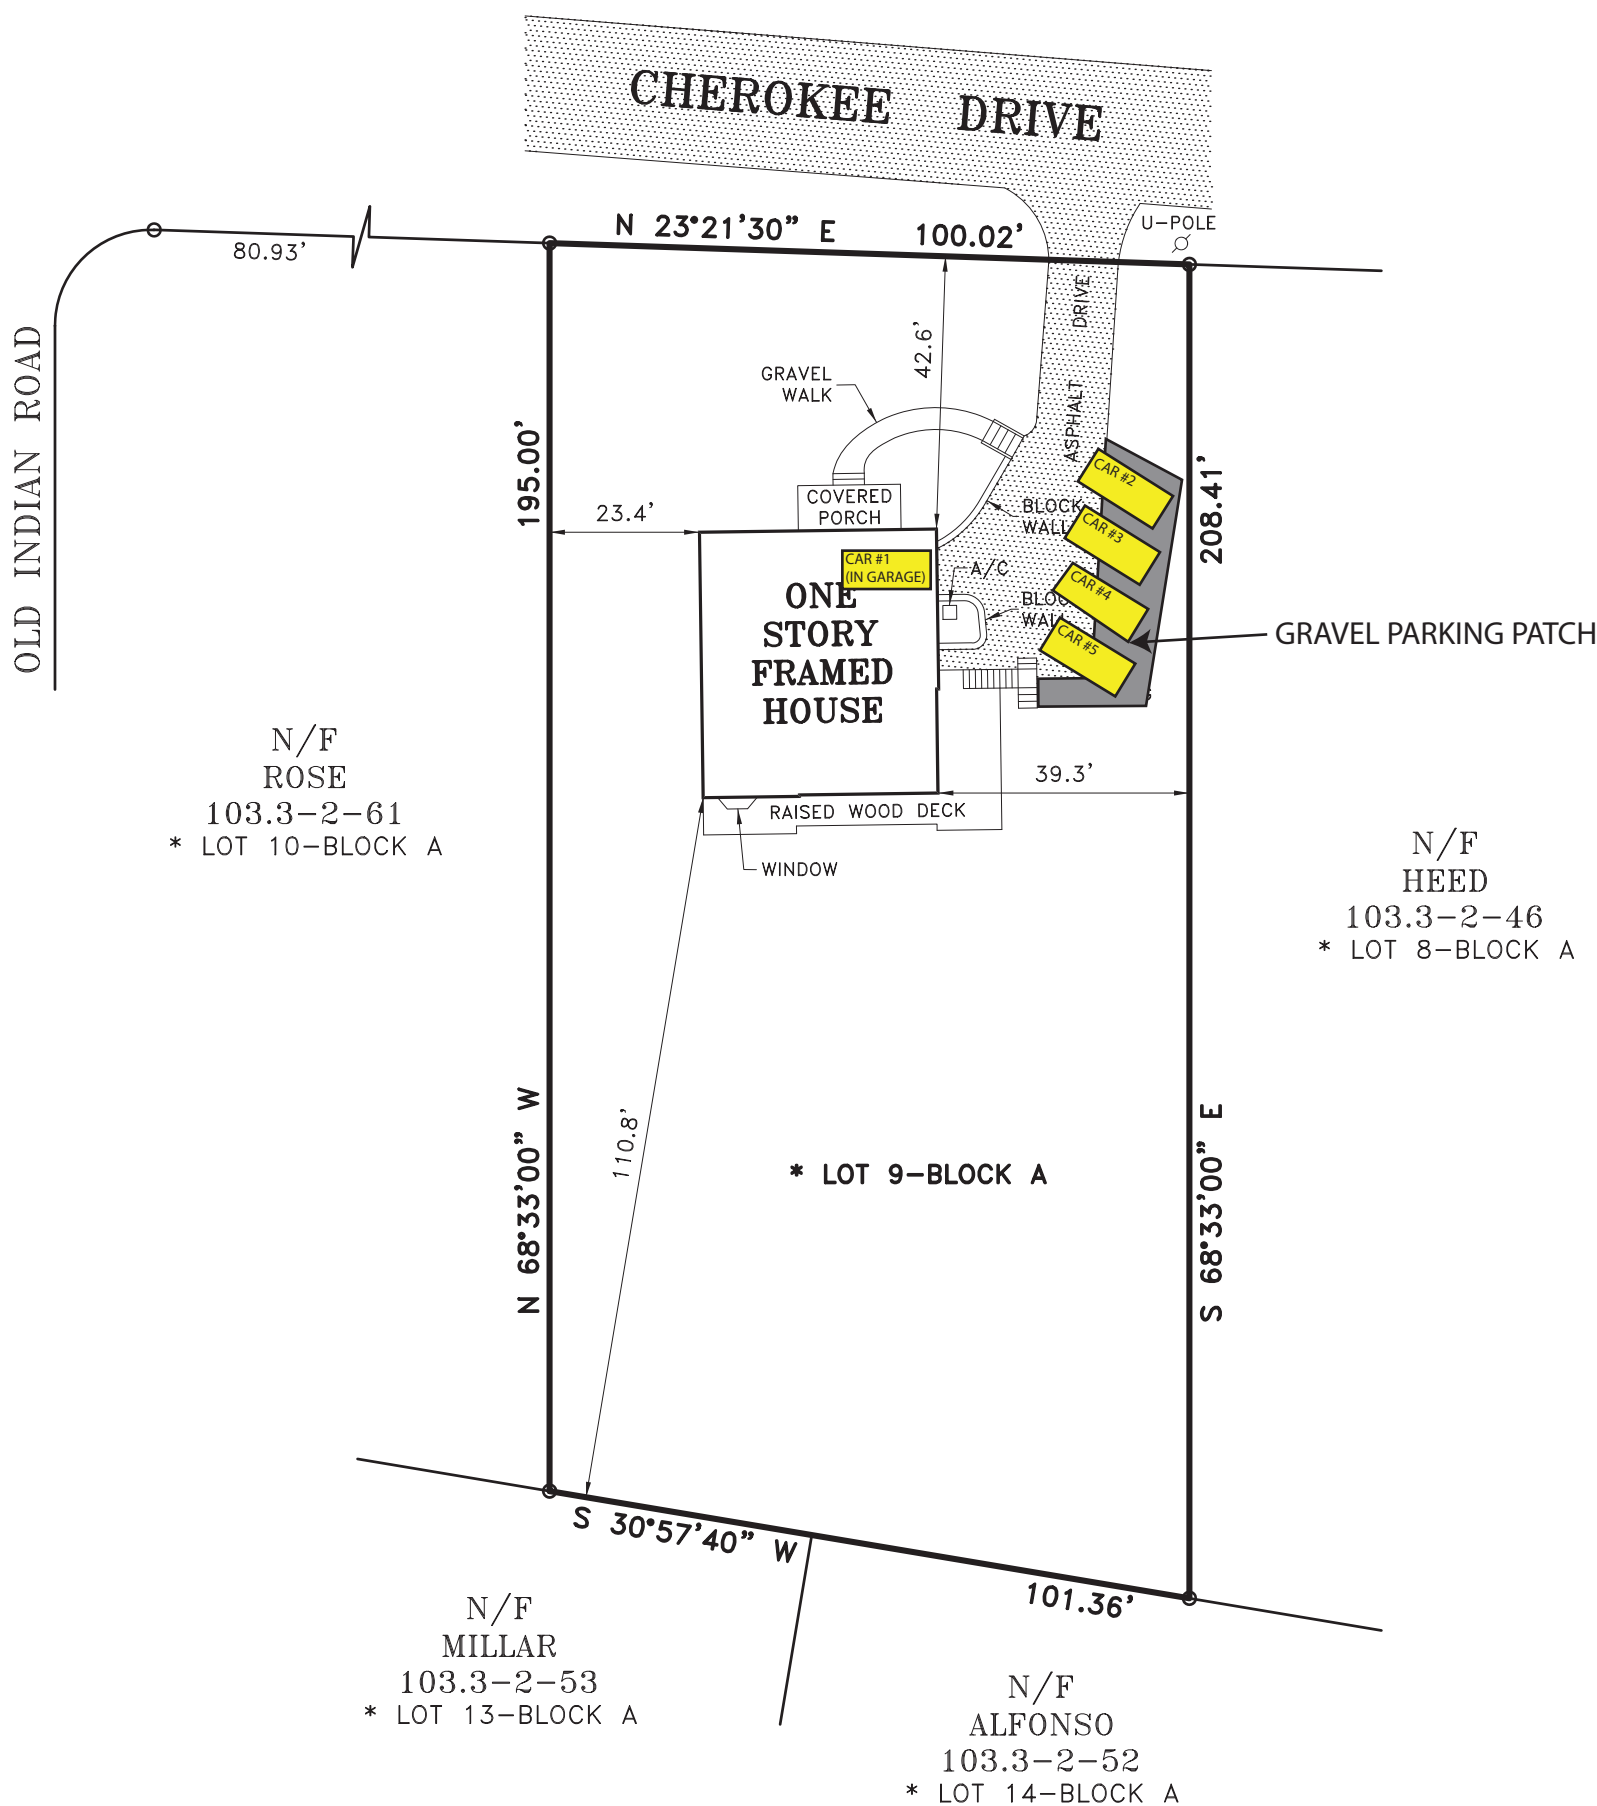 CHEROKEE DRIVE
U-POLE
N 23°21'30" E 100.02'
80.93'
OLD INDIAN ROAD
ASPHALT DRIVE
42.6'
GRAVEL
WALK
195.00'
208.41'
COVERED
PORCH
23.4'
BLOCK
WALL
CAR #2
CAR #3
CAR #4
CAR #5
CAR #1
(IN GARAGE)
A/C
ONE
STORY
FRAMED
HOUSE
GRAVEL PARKING PATCH
39.3'
RAISED WOOD DECK
WINDOW
N/F
ROSE
103.3-2-61
* LOT 10-BLOCK A
N/F
HEED
103.3-2-46
* LOT 8-BLOCK A
N 68°33'00" W
110.8'
* LOT 9-BLOCK A
S 68°33'00" E
S 30°57'40" W
101.36'
N/F
MILLAR
103.3-2-53
* LOT 13-BLOCK A
N/F
ALFONSO
103.3-2-52
* LOT 14-BLOCK A